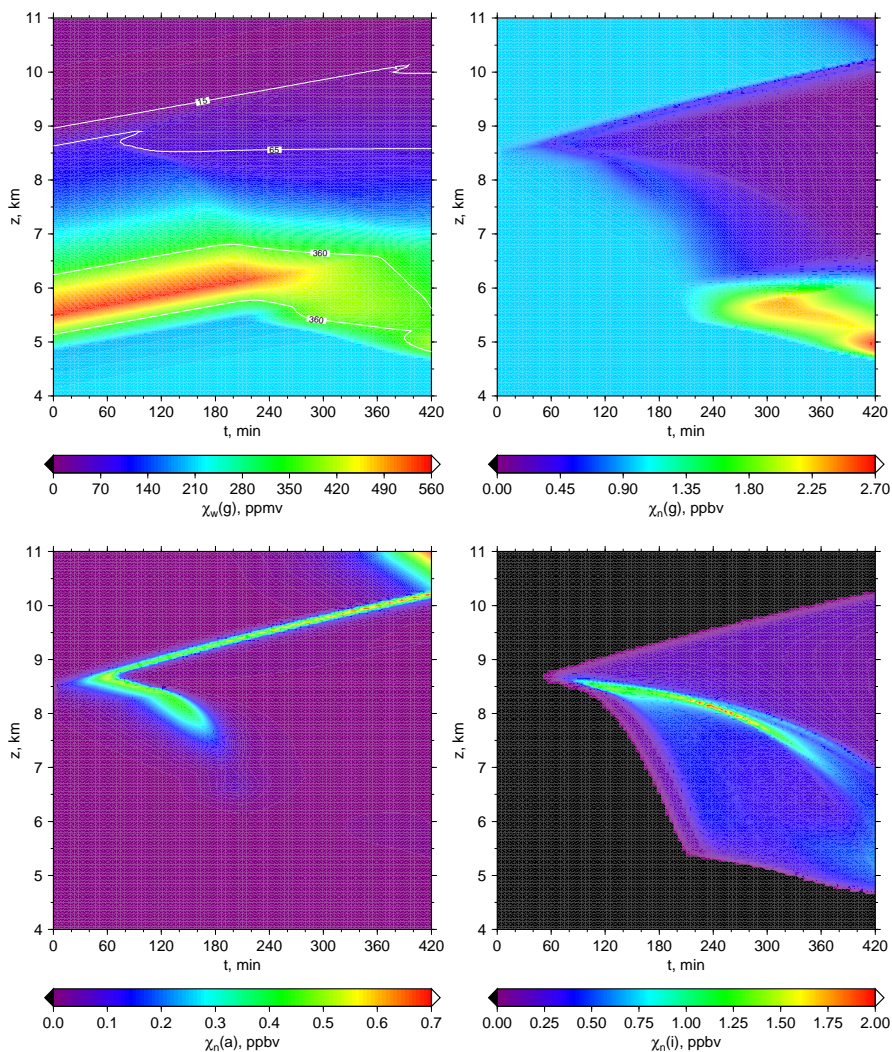 11
10
9
8
7
6
5
4
z, km
15
65
360
360
0 60 120 180 240 300 360 420
t, min
0 70 140 210 280 350 420 490 560
χw(g), ppmv
11
10
9
8
7
6
5
4
z, km
0 60 120 180 240 300 360 420
t, min
0.00 0.45 0.90 1.35 1.80 2.25 2.70
χn(g), ppbv
11
10
9
8
7
6
5
4
z, km
0 60 120 180 240 300 360 420
t, min
0.0 0.1 0.2 0.3 0.4 0.5 0.6 0.7
χn(a), ppbv
11
10
9
8
7
6
5
4
z, km
0 60 120 180 240 300 360 420
t, min
0.00 0.25 0.50 0.75 1.00 1.25 1.50 1.75 2.00
χn(i), ppbv